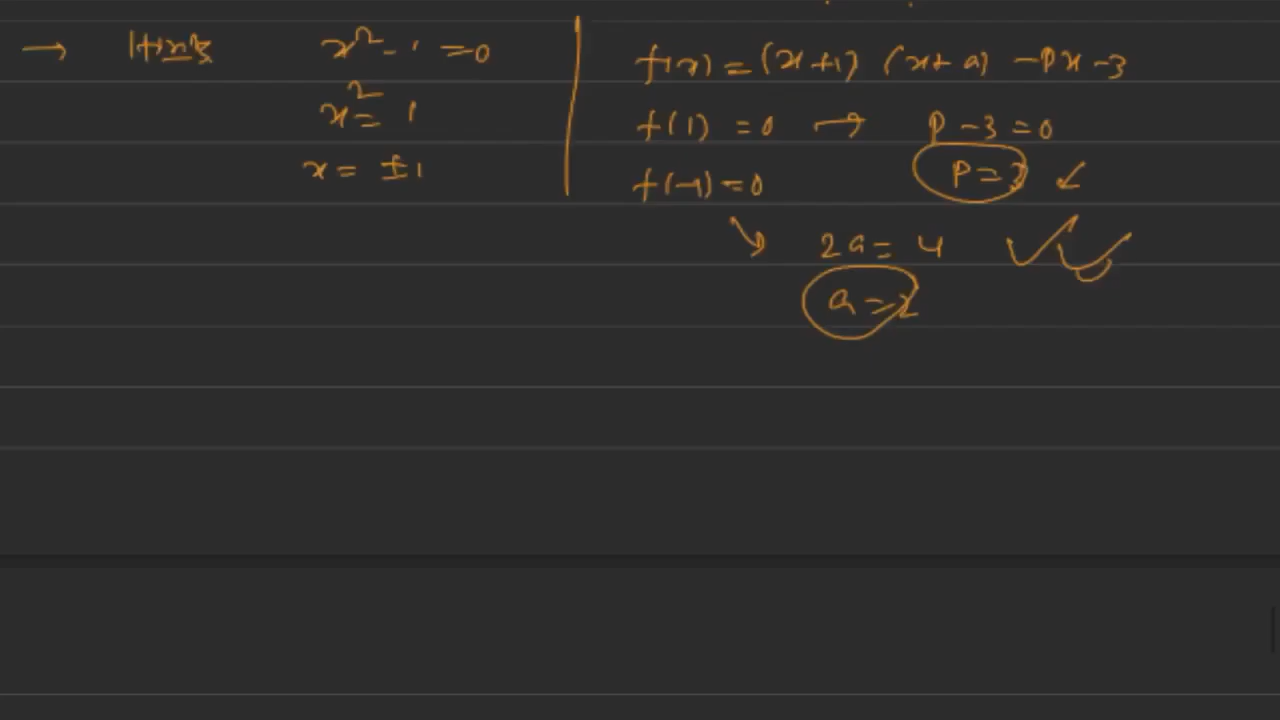 → Hint's x² - 1 = 0
x² = 1
x = ±1
f(x) = (x+1) (x+a) - px - 3
f(1) = 0 → p - 3 = 0
p = 3 ↙
f(-1) = 0
↘ 2a = 4 ✓✓
a = 2